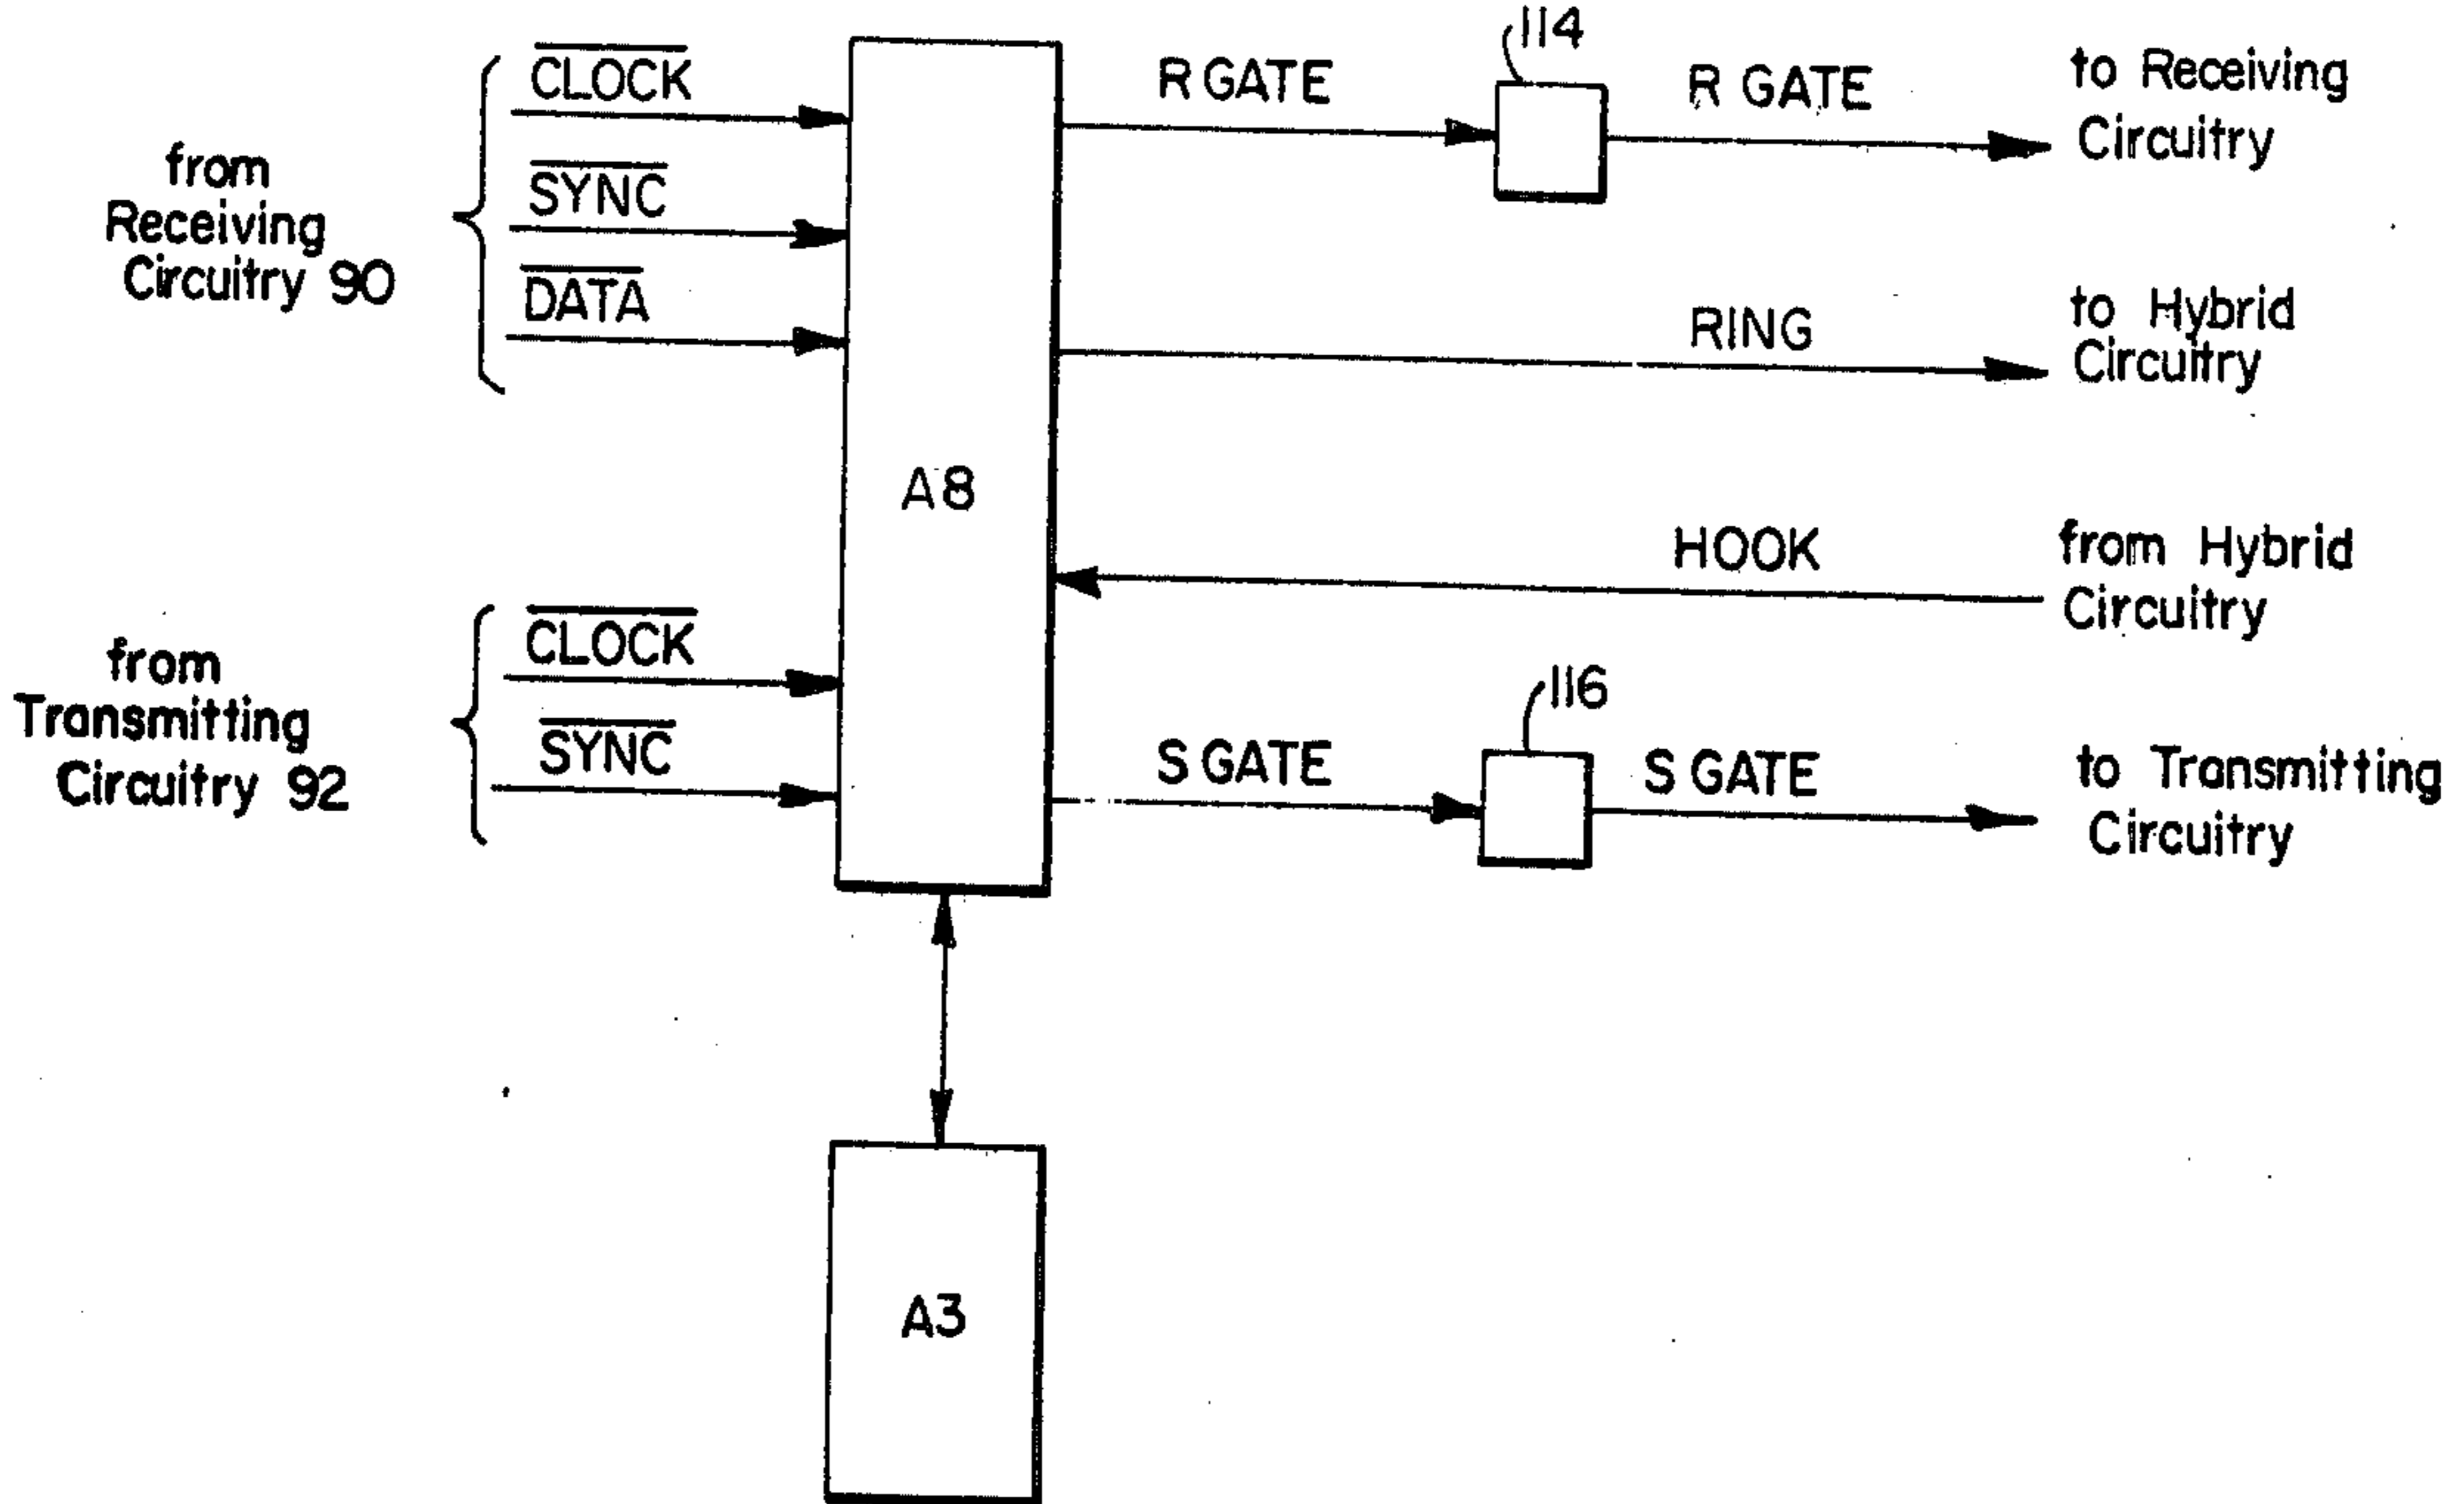 from
Receiving
Circuitry 90
CLOCK
SYNC
DATA
from
Transmitting
Circuitry 92
CLOCK
SYNC
A8
A3
R GATE
114
R GATE
to Receiving
Circuitry
RING
to Hybrid
Circuitry
HOOK
from Hybrid
Circuitry
S GATE
116
S GATE
to Transmitting
Circuitry